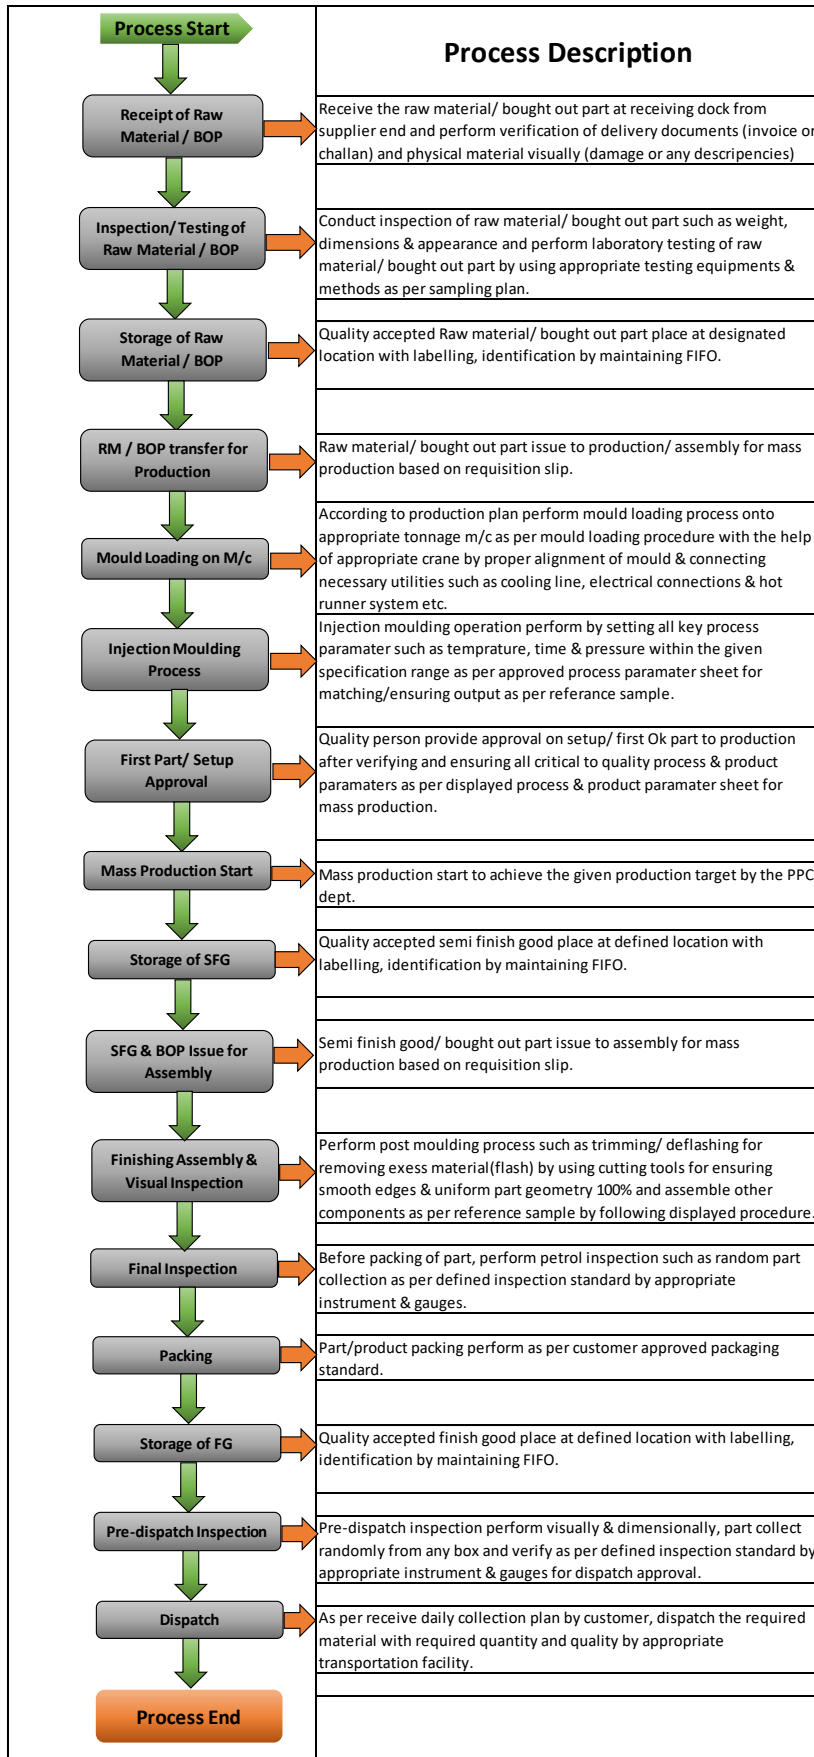 Process Start
Process Description
Receipt of Raw
Material / BOP
Receive the raw material/ bought out part at receiving dock from
supplier end and perform verification of delivery documents (invoice or
challan) and physical material visually (damage or any descripencies)
Inspection/ Testing of
Raw Material / BOP
Conduct inspection of raw material/ bought out part such as weight,
dimensions & appearance and perform laboratory testing of raw
material/ bought out part by using appropriate testing equipments &
methods as per sampling plan.
Storage of Raw
Material / BOP
Quality accepted Raw material/ bought out part place at designated
location with labelling, identification by maintaining FIFO.
RM / BOP transfer for
Production
Raw material/ bought out part issue to production/ assembly for mass
production based on requisition slip.
Mould Loading on M/c
According to production plan perform mould loading process onto
appropriate tonnage m/c as per mould loading procedure with the help
of appropriate crane by proper alignment of mould & connecting
necessary utilities such as cooling line, electrical connections & hot
runner system etc.
Injection Moulding
Process
Injection moulding operation perform by setting all key process
paramater such as temprature, time & pressure within the given
specification range as per approved process paramater sheet for
matching/ensuring output as per referance sample.
First Part/ Setup
Approval
Quality person provide approval on setup/ first Ok part to production
after verifying and ensuring all critical to quality process & product
paramaters as per displayed process & product paramater sheet for
mass production.
Mass Production Start
Mass production start to achieve the given production target by the PPC
dept.
Storage of SFG
Quality accepted semi finish good place at defined location with
labelling, identification by maintaining FIFO.
SFG & BOP Issue for
Assembly
Semi finish good/ bought out part issue to assembly for mass
production based on requisition slip.
Finishing Assembly &
Visual Inspection
Perform post moulding process such as trimming/ deflashing for
removing exess material(flash) by using cutting tools for ensuring
smooth edges & uniform part geometry 100% and assemble other
components as per reference sample by following displayed procedure.
Final Inspection
Before packing of part, perform petrol inspection such as random part
collection as per defined inspection standard by appropriate
instrument & gauges.
Packing
Part/product packing perform as per customer approved packaging
standard.
Storage of FG
Quality accepted finish good place at defined location with labelling,
identification by maintaining FIFO.
Pre-dispatch Inspection
Pre-dispatch inspection perform visually & dimensionally, part collect
randomly from any box and verify as per defined inspection standard by
appropriate instrument & gauges for dispatch approval.
Dispatch
As per receive daily collection plan by customer, dispatch the required
material with required quantity and quality by appropriate
transportation facility.
Process End